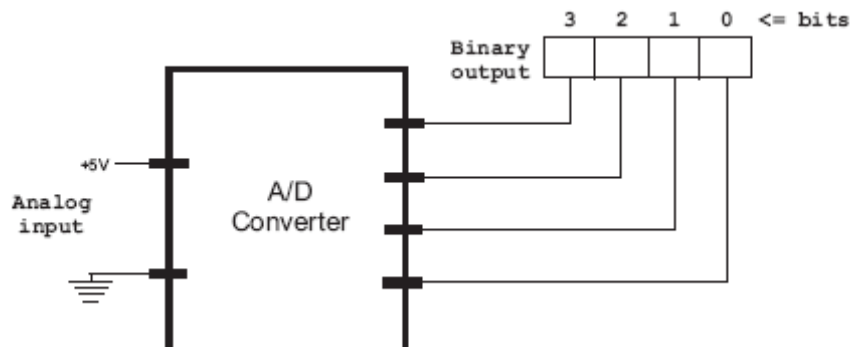 3 2 1 0 <= bits
Binary
output
+5V
A/D
Converter
Analog
input